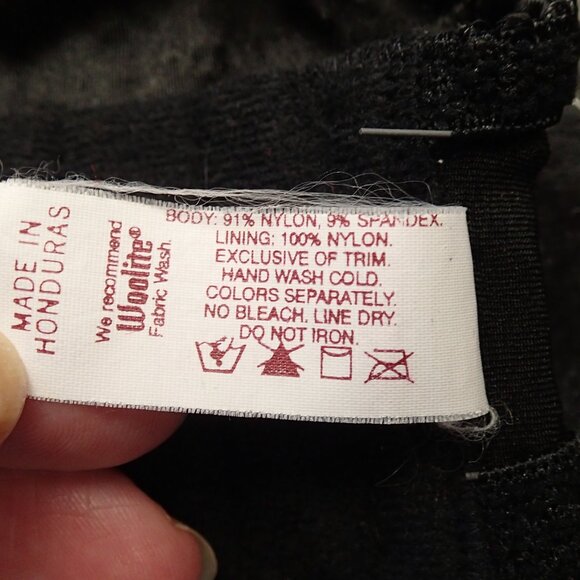 MADE IN
HONDURAS
We recommend
Woolite®
Fabric Wash.
BODY: 91% NYLON, 9% SPANDEX.
LINING: 100% NYLON.
EXCLUSIVE OF TRIM.
HAND WASH COLD.
COLORS SEPARATELY.
NO BLEACH. LINE DRY.
DO NOT IRON.